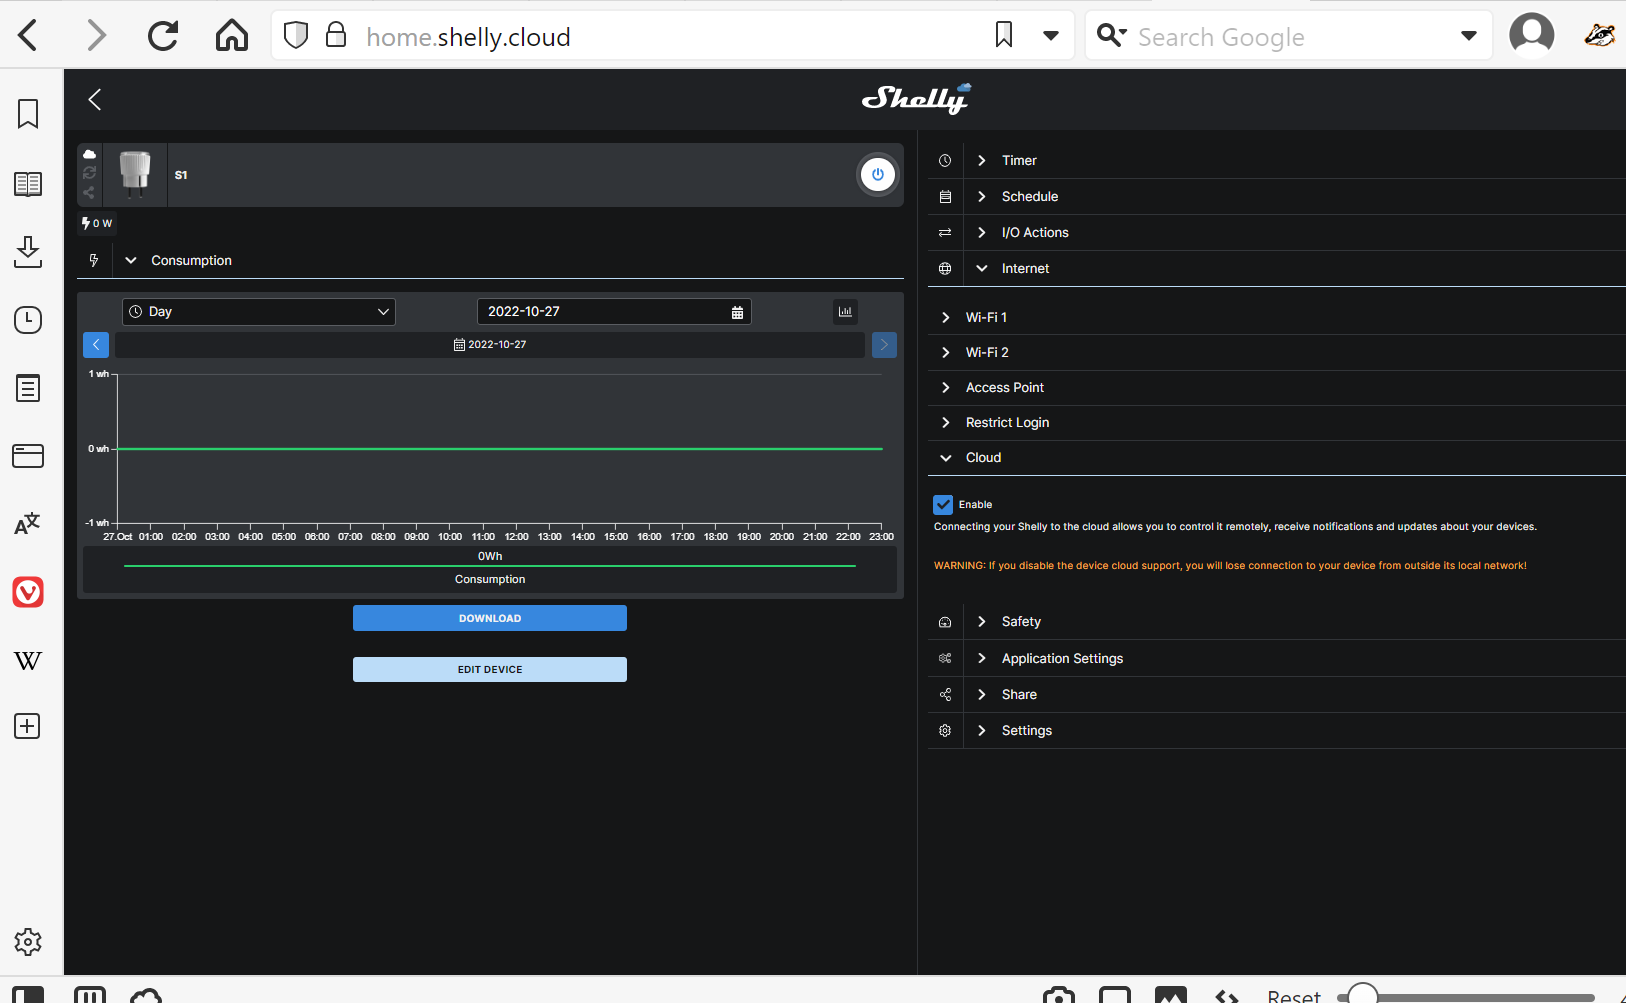 home.shelly.cloud
Search Google
Shelly
S1
0 W
Consumption
Day
2022-10-27
2022-10-27
1 wh
0 wh
-1 wh
27.Oct 01:00 02:00 03:00 04:00 05:00 06:00 07:00 08:00 09:00 10:00 11:00 12:00 13:00 14:00 15:00 16:00 17:00 18:00 19:00 20:00 21:00 22:00 23:00
0Wh
Consumption
DOWNLOAD
EDIT DEVICE
Timer
Schedule
I/O Actions
Internet
Wi-Fi 1
Wi-Fi 2
Access Point
Restrict Login
Cloud
Enable
Connecting your Shelly to the cloud allows you to control it remotely, receive notifications and updates about your devices.
WARNING: If you disable the device cloud support, you will lose connection to your device from outside its local network!
Safety
Application Settings
Share
Settings
W
Reset